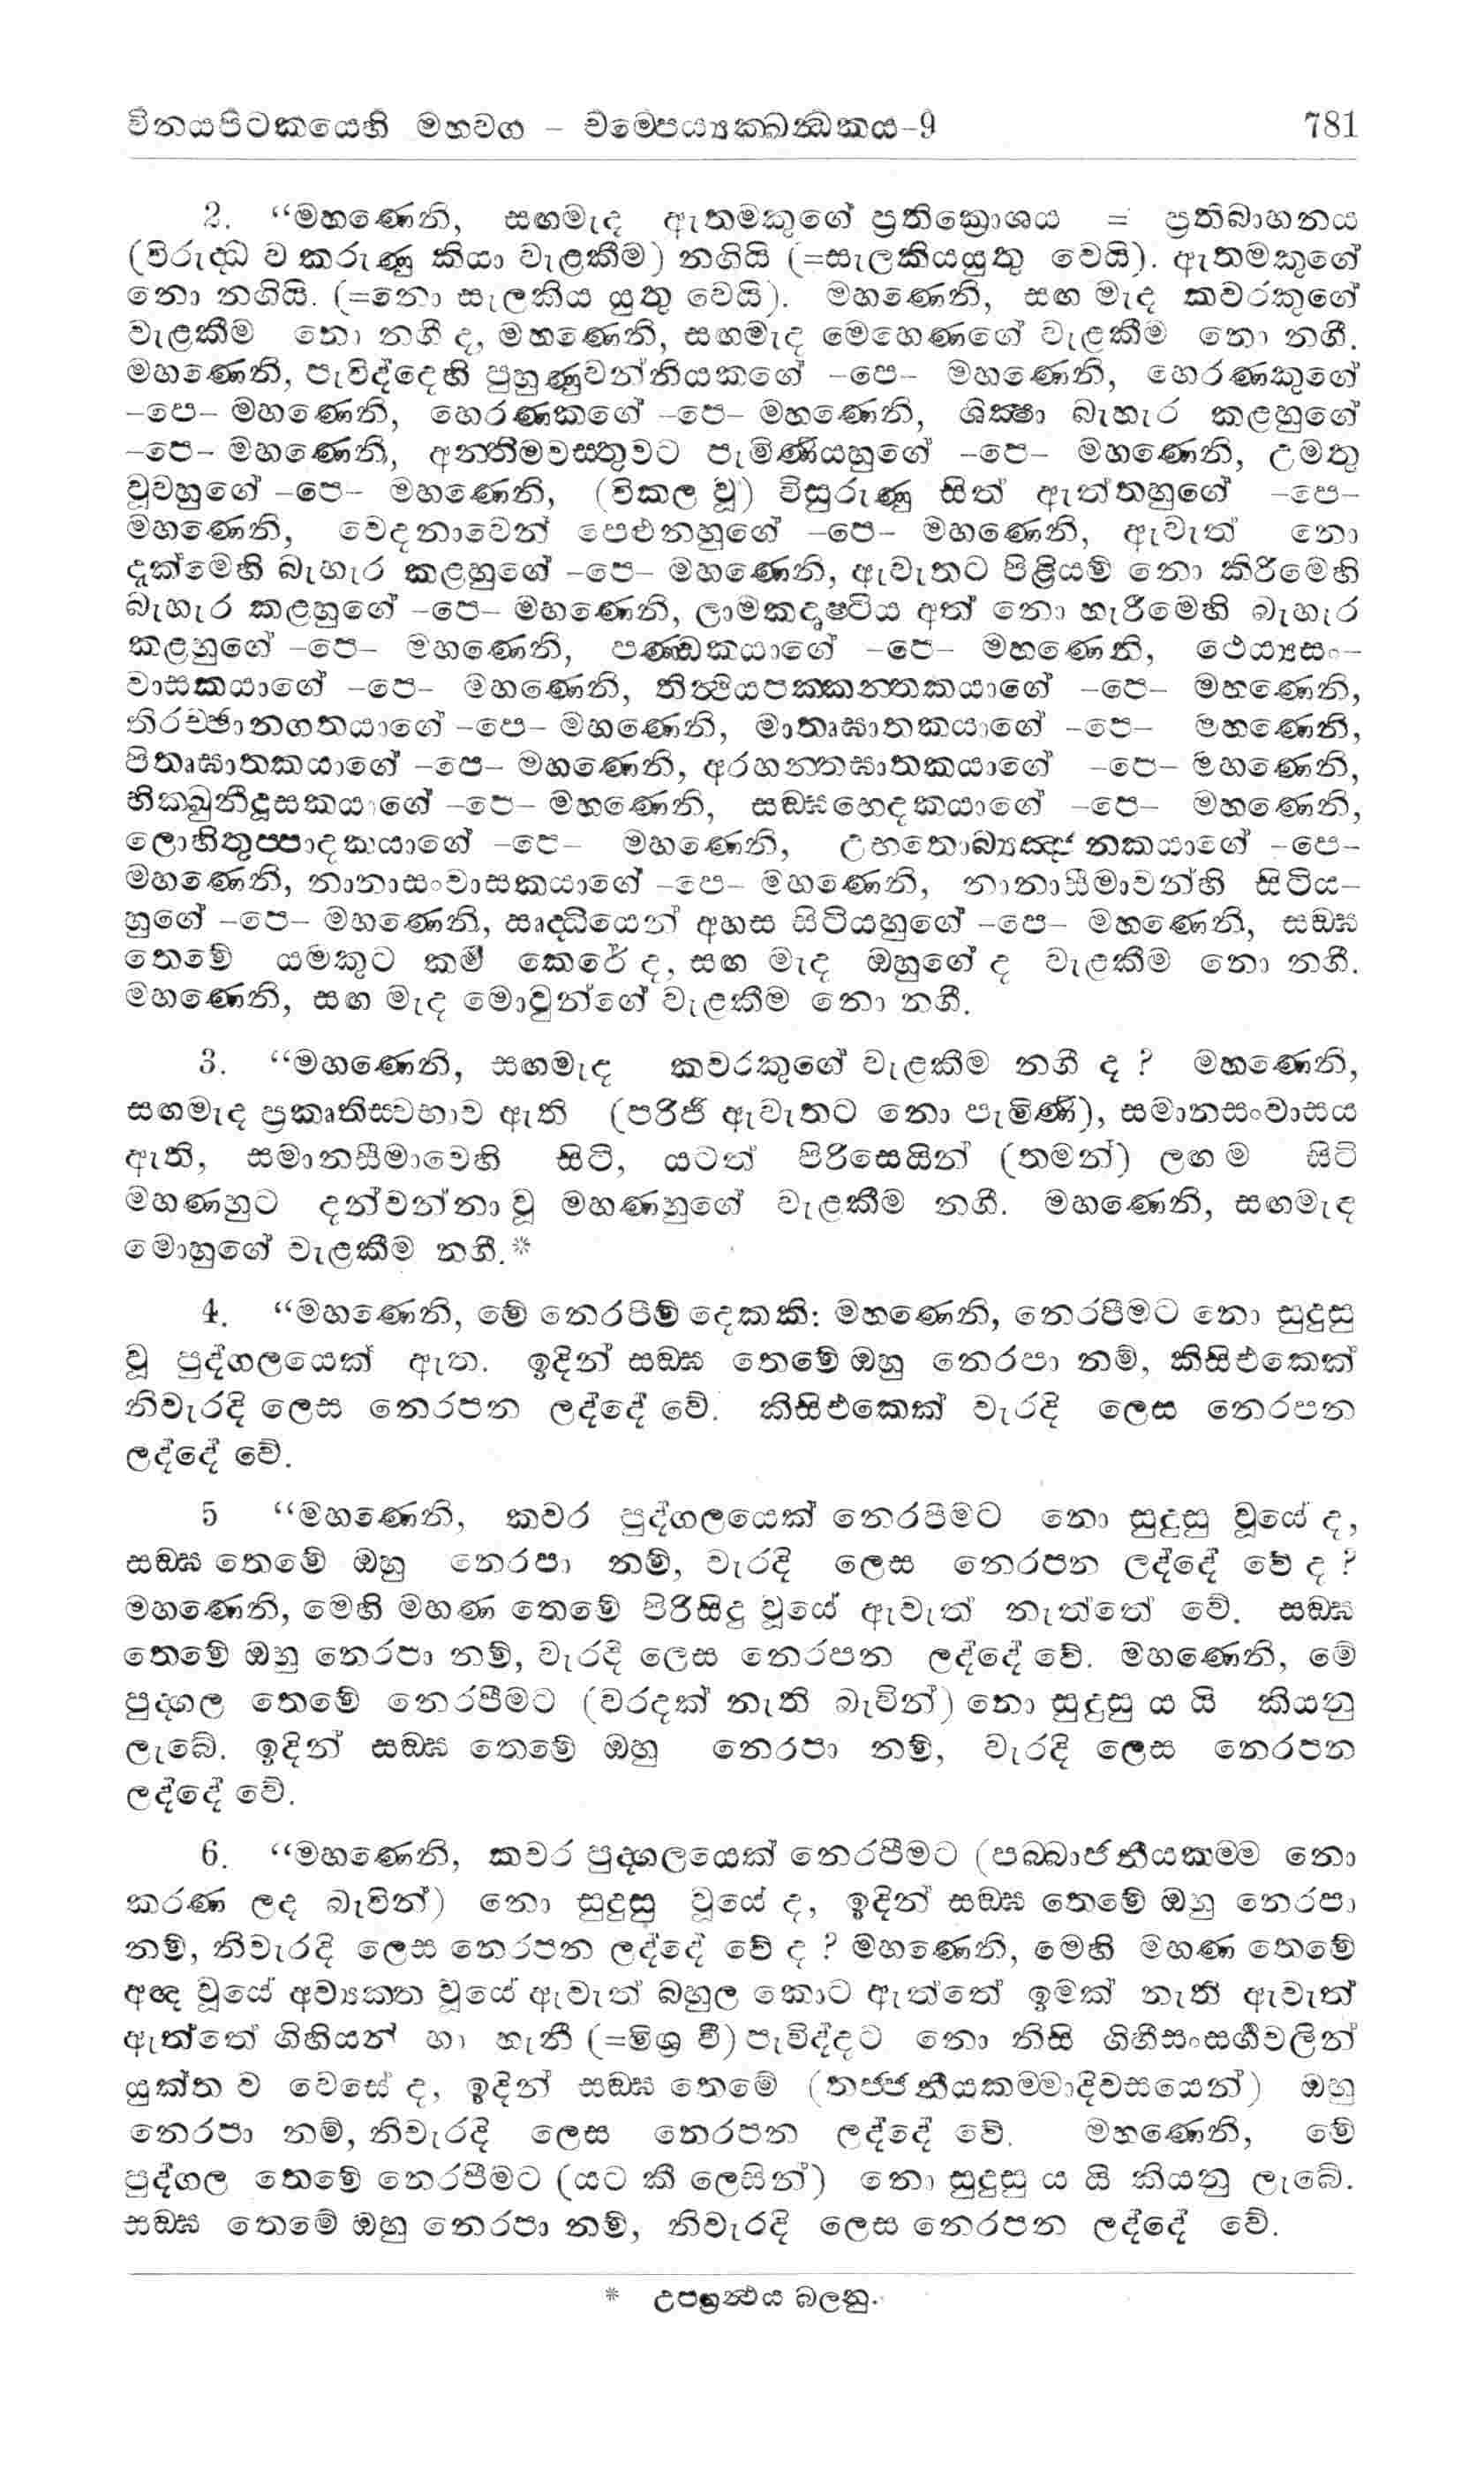 විනයපිටකයෙහි මහවග - චම්පෙය්‍යක්ඛන්‍ධකය-9 781
2. “මහණෙනි, සඟමැද ඇතමකුගේ ප්‍රතික්‍රොශය = ප්‍රතිබාහනය
(විරුද්‍ධ ව කරුණු කියා වැළකීම) නගියි (=සැලකියයුතු වෙයි). ඇතමකුගේ
නො නගියි. (=නො සැලකිය යුතු වෙයි). මහණෙනි, සඟ මැද කවරකුගේ
වැළකීම නො නගී ද, මහණෙනි, සඟමැද මෙහෙණගේ වැළකීම නො නගී.
මහණෙනි, පැවිද්දෙහි පුහුණුවන්නියකගේ -පෙ- මහණෙනි, හෙරණකුගේ
-පෙ- මහණෙනි, හෙරණකගේ -පෙ- මහණෙනි, ශික්‍ෂා බැහැර කළහුගේ
-පෙ- මහණෙනි, අන්තිමවස්තුවට පැමිණියහුගේ -පෙ- මහණෙනි, උමතු
වූවහුගේ -පෙ- මහණෙනි, (විකල වූ) විසුරුණු සිත් ඇත්තහුගේ -පෙ-
මහණෙනි, වෙදනාවෙන් පෙළුනහුගේ -පෙ- මහණෙනි, ඇවැත් නො
දැක්මෙහි බැහැර කළහුගේ -පෙ- මහණෙනි, ඇවැතට පිළියම් නො කිරීමෙහි
බැහැර කළහුගේ -පෙ- මහණෙනි, ලාමකදෘෂ්ටිය අත් නො හැරීමෙහි බැහැර
කළහුගේ -පෙ- මහණෙනි, පණ්ඩකයාගේ -පෙ- මහණෙනි, ථෙය්‍යසං-
වාසකයාගේ -පෙ- මහණෙනි, තිත්‍ථියපක්කන්තකයාගේ -පෙ- මහණෙනි,
තිරච්ඡානගතයාගේ -පෙ- මහණෙනි, මාතෘඝාතකයාගේ -පෙ- මහණෙනි,
පිතෘඝාතකයාගේ -පෙ- මහණෙනි, අරහන්තඝාතකයාගේ -පෙ- මහණෙනි,
භික්ඛුනීදූසකයාගේ -පෙ- මහණෙනි, සඞ්ඝභෙදකයාගේ -පෙ- මහණෙනි,
ලොහිතුප්පාදකයාගේ -පෙ- මහණෙනි, උභතොබ්‍යඤ්ජනකයාගේ -පෙ-
මහණෙනි, නානාසංවාසකයාගේ -පෙ- මහණෙනි, නානාසීමාවන්හි සිටිය-
හුගේ -පෙ- මහණෙනි, ඍද්‍ධියෙන් අහස සිටියහුගේ -පෙ- මහණෙනි, සඞ්ඝ
තෙමේ යමකුට කර්‍ම කෙරේ ද, සඟ මැද ඔහුගේ ද වැළකීම නො නගී.
මහණෙනි, සඟ මැද මොවුන්ගේ වැළකීම නො නගී.
3. “මහණෙනි, සඟමැද කවරකුගේ වැළකීම නගී ද ? මහණෙනි,
සඟමැද ප්‍රකෘතිස්වභාව ඇති (පරිජි ඇවැතට නො පැමිණි), සමානසංවාසය
ඇති, සමානසීමාවෙහි සිටි, යටත් පිරිසෙයින් (තමන්) ලඟ ම සිටි
මහණහුට දන්වන්නා වූ මහණහුගේ වැළකීම නගී. මහණෙනි, සඟමැද
මොහුගේ වැළකීම නගී.*
4. “මහණෙනි, මේ නෙරපීම් දෙකකි: මහණෙනි, නෙරපීමට නො සුදුසු
වූ පුද්ගලයෙක් ඇත. ඉදින් සඞ්ඝ තෙමේ ඔහු නෙරපා නම්, කිසිඑකෙක්
නිවැරදි ලෙස නෙරපන ලද්දේ වේ. කිසිඑකෙක් වැරදි ලෙස නෙරපන
ලද්දේ වේ.
5 “මහණෙනි, කවර පුද්ගලයෙක් නෙරපීමට නො සුදුසු වූයේ ද,
සඞ්ඝ තෙමේ ඔහු නෙරපා නම්, වැරදි ලෙස නෙරපන ලද්දේ වේ ද ?
මහණෙනි, මෙහි මහණ තෙමේ පිරිසිදු වූයේ ඇවැත් නැත්තේ වේ. සඞ්ඝ
තෙමේ ඔහු නෙරපා නම්, වැරදි ලෙස නෙරපන ලද්දේ වේ. මහණෙනි, මේ
පුද්ගල තෙමේ නෙරපීමට (වරදක් නැති බැවින්) නො සුදුසු ය යි කියනු
ලැබේ. ඉදින් සඞ්ඝ තෙමේ ඔහු නෙරපා නම්, වැරදි ලෙස නෙරපන
ලද්දේ වේ.
6. “මහණෙනි, කවර පුද්ගලයෙක් නෙරපීමට (පබ්බාජනීයකම්ම නො
කරණ ලද බැවින්) නො සුදුසු වූයේ ද, ඉදින් සඞ්ඝ තෙමේ ඔහු නෙරපා
නම්, නිවැරදි ලෙස නෙරපන ලද්දේ වේ ද ? මහණෙනි, මෙහි මහණ තෙමේ
අඥ වූයේ අව්‍යක්ත වූයේ ඇවැත් බහුල කොට ඇත්තේ ඉමක් නැති ඇවැත්
ඇත්තේ ගිහියන් හා හැනී (=මිශ්‍ර වී) පැවිද්දට නො නිසි ගිහිසංසර්‍ගවලින්
යුක්ත ව වෙසේ ද, ඉදින් සඞ්ඝ තෙමේ (තජ්ජනීයකම්මාදිවසයෙන්) ඔහු
නෙරපා නම්, නිවැරදි ලෙස නෙරපන ලද්දේ වේ. මහණෙනි, මේ
පුද්ගල තෙමේ නෙරපීමට (යට කී ලෙසින්) නො සුදුසු ය යි කියනු ලැබේ.
සඞ්ඝ තෙමේ ඔහු නෙරපා නම්, නිවැරදි ලෙස නෙරපන ලද්දේ වේ.
* උපග්‍රන්‍ථය බලනු.